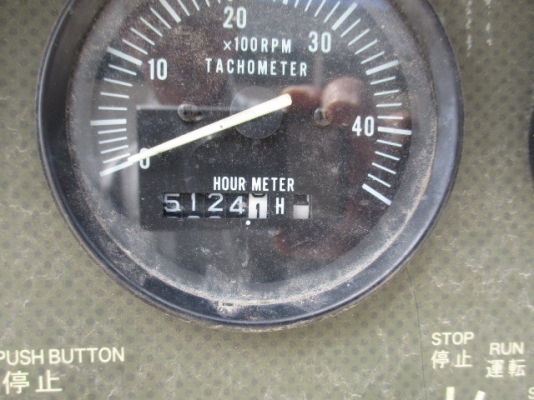 20
×100RPM 30
10 TACHOMETER
40
0
HOUR METER
51241 H
PUSH BUTTON
停止
STOP
停止
RUN
運転